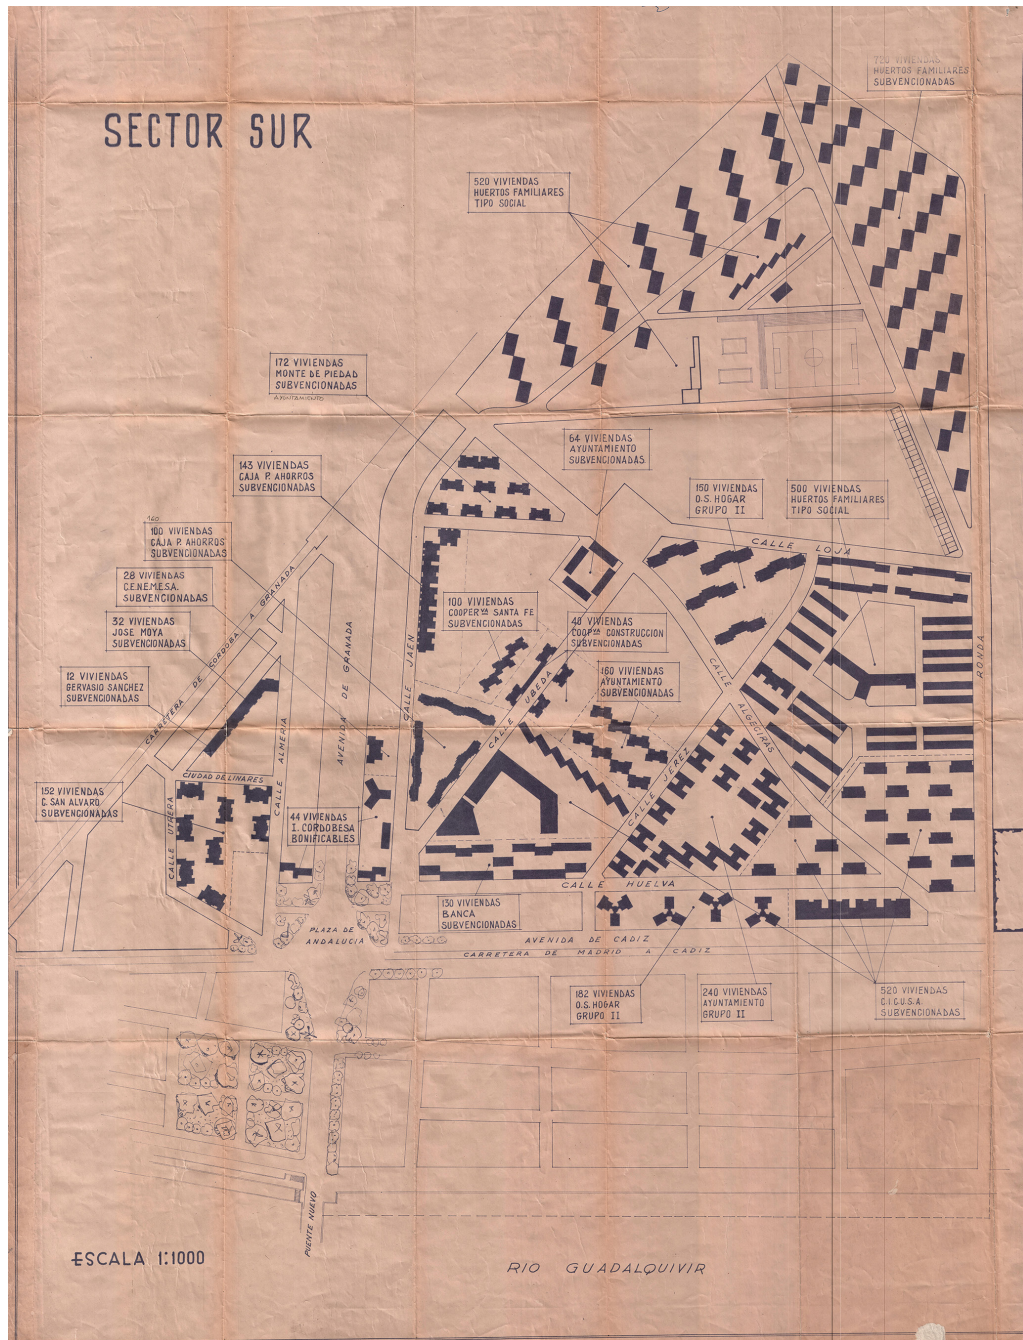 720 VIVIENDAS
HUERTOS FAMILIARES
SUBVENCIONADAS
SECTOR SUR
520 VIVIENDAS
HUERTOS FAMILIARES
TIPO SOCIAL
172 VIVIENDAS
MONTE DE PIEDAD
SUBVENCIONADAS
AYUNTAMIENTO
64 VIVIENDAS
AYUNTAMIENTO
SUBVENCIONADAS
143 VIVIENDAS
CAJA P. AHORROS
SUBVENCIONADAS
150 VIVIENDAS
O.S. HOGAR
GRUPO II
500 VIVIENDAS
HUERTOS FAMILIARES
TIPO SOCIAL
160
100 VIVIENDAS
CAJA P. AHORROS
SUBVENCIONADAS
CALLE LOJA
28 VIVIENDAS
C.E.N.E.M.E.S.A.
SUBVENCIONADAS
100 VIVIENDAS
COOPERVA SANTA FE
SUBVENCIONADAS
32 VIVIENDAS
JOSE MOYA
SUBVENCIONADAS
40 VIVIENDAS
COOPVA CONSTRUCCION
SUBVENCIONADAS
12 VIVIENDAS
GERVASIO SANCHEZ
SUBVENCIONADAS
160 VIVIENDAS
AYUNTAMIENTO
SUBVENCIONADAS
CARRETERA DE CORDOBA A GRANADA
AVENIDA DE GRANADA
CALLE JAEN
CALLE UBEDA
CALLE ALGECIRAS
RONDA
CALLE ALMERIA
CALLE JEREZ
CIUDAD DE LINARES
152 VIVIENDAS
C. SAN ALVARO
SUBVENCIONADAS
CALLE UTRERA
44 VIVIENDAS
I. CORDOBESA
BONIFICABLES
CALLE HUELVA
130 VIVIENDAS
BANCA
SUBVENCIONADAS
PLAZA DE
ANDALUCIA
AVENIDA DE CADIZ
CARRETERA DE MADRID A CADIZ
182 VIVIENDAS
O.S. HOGAR
GRUPO II
240 VIVIENDAS
AYUNTAMIENTO
GRUPO II
520 VIVIENDAS
C.I.C.U.S.A.
SUBVENCIONADAS
PUENTE NUEVO
ESCALA 1:1000
RIO GUADALQUIVIR